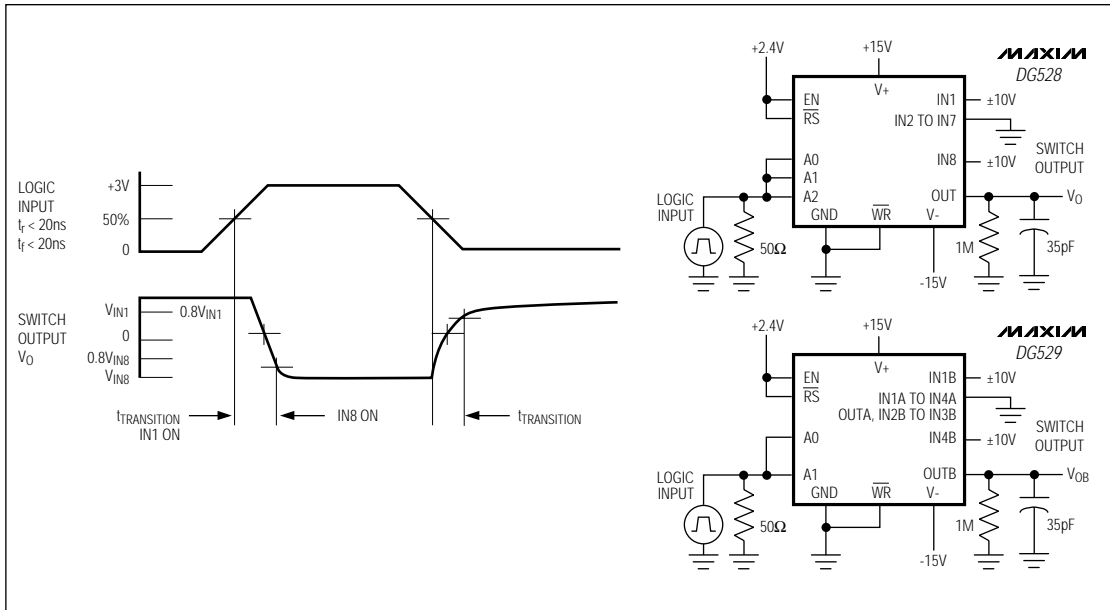 LOGIC
INPUT
tr < 20ns
tf < 20ns
+3V
50%
0
SWITCH
OUTPUT
VO
VIN1
0.8VIN1
0
0.8VIN8
VIN8
tTRANSITION
IN1 ON
IN8 ON
tTRANSITION
+2.4V
+15V
MAXIM
DG528
V+
EN
RS
IN1
±10V
IN2 TO IN7
A0
A1
A2
IN8
±10V
SWITCH
OUTPUT
OUT
VO
LOGIC
INPUT
50Ω
GND
WR
V-
1M
35pF
-15V
+2.4V
+15V
MAXIM
DG529
V+
EN
RS
IN1B
±10V
IN1A TO IN4A
OUTA, IN2B TO IN3B
A0
A1
IN4B
±10V
SWITCH
OUTPUT
OUTB
VOB
LOGIC
INPUT
50Ω
GND
WR
V-
1M
35pF
-15V